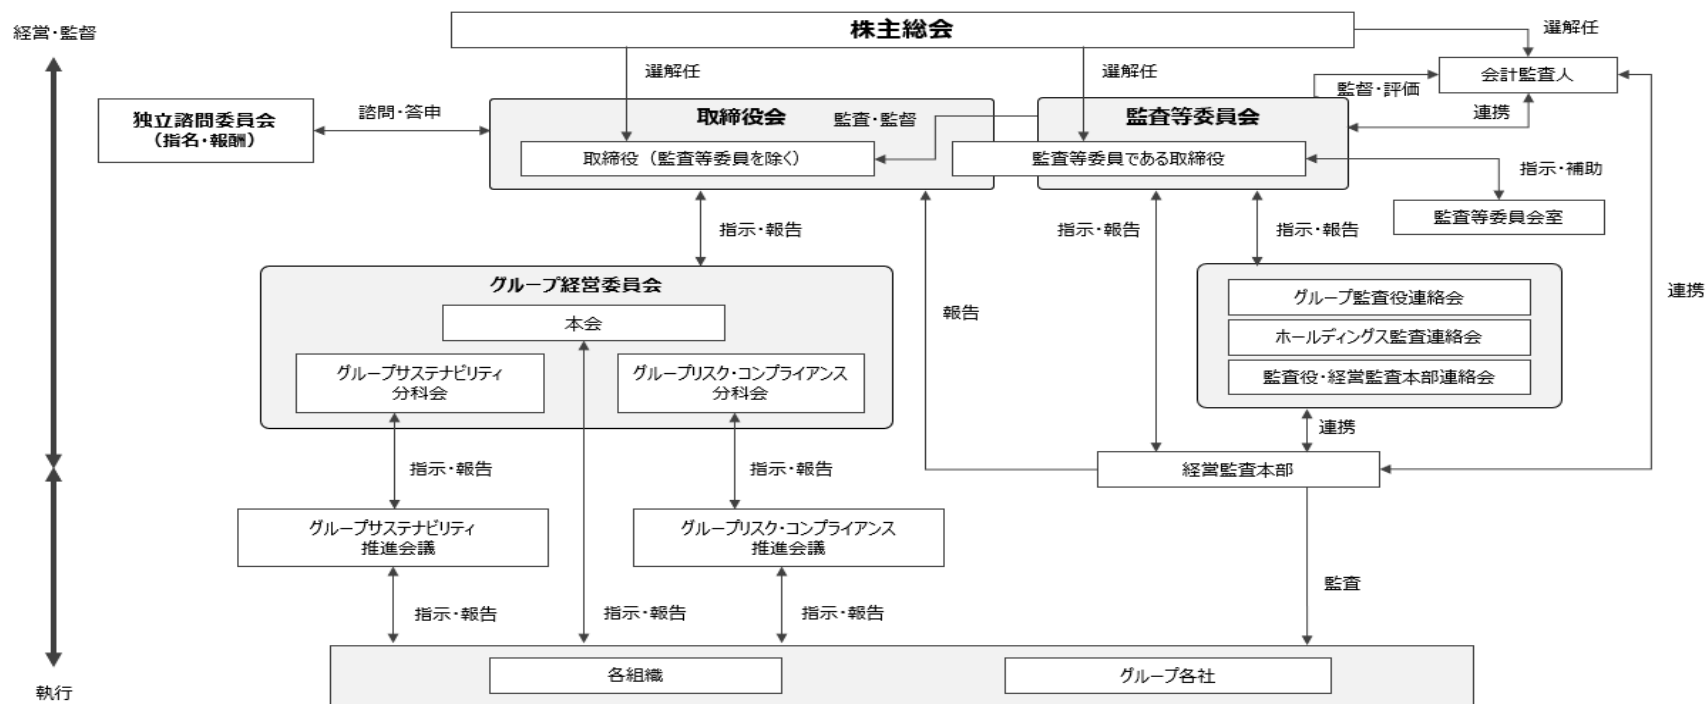 株主総会
経営・監督
選解任
選解任
選解任
会計監査人
監督・評価
連携
独立諮問委員会
(指名・報酬)
諮問・答申
取締役会
監査・監督
監査等委員会
取締役（監査等委員を除く）
監査等委員である取締役
指示・補助
監査等委員会室
指示・報告
指示・報告
指示・報告
グループ経営委員会
本会
グループサステナビリティ
分科会
グループリスク・コンプライアンス
分科会
報告
グループ監査役連絡会
ホールディングス監査連絡会
監査役・経営監査本部連絡会
連携
連携
指示・報告
指示・報告
経営監査本部
グループサステナビリティ
推進会議
グループリスク・コンプライアンス
推進会議
監査
指示・報告
指示・報告
指示・報告
各組織
グループ各社
執行